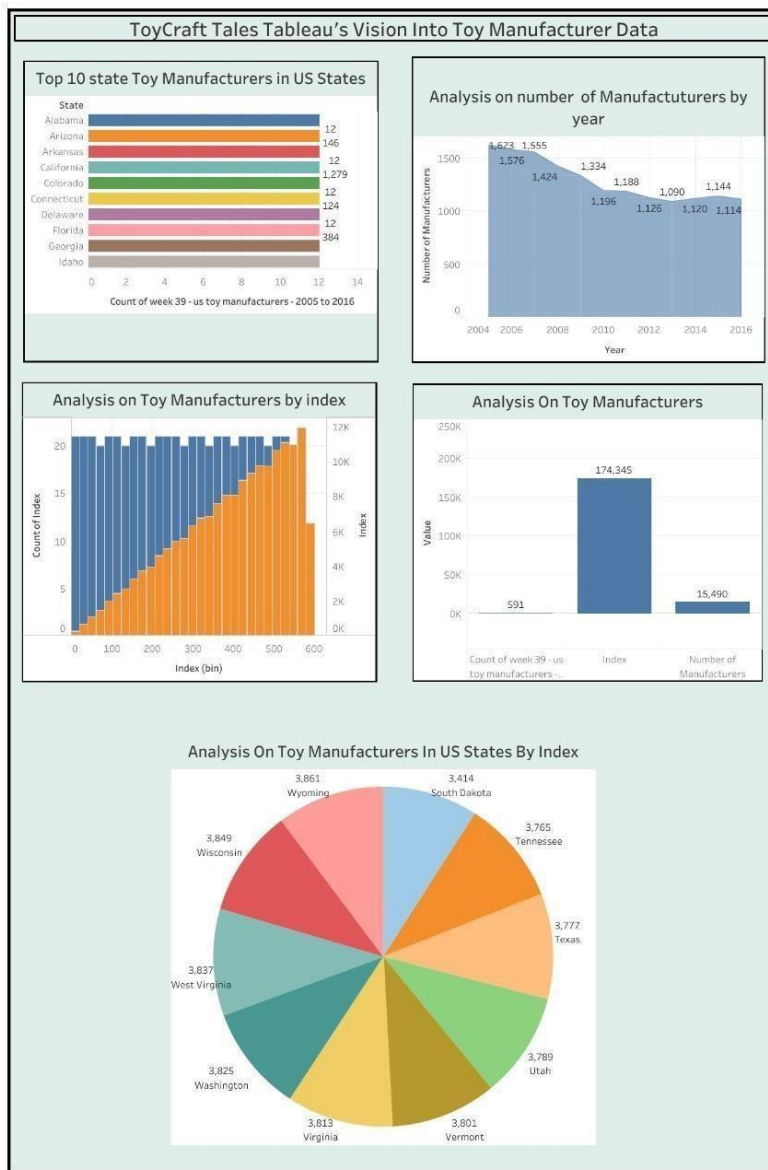 ToyCraft Tales Tableau's Vision Into Toy Manufacturer Data
Top 10 state Toy Manufacturers in US States
State
Alabama
Arizona
Arkansas
California
Colorado
Connecticut
Delaware
Florida
Georgia
Idaho
12
146
12
1,279
12
124
12
384
0 2 4 6 8 10 12 14
Count of week 39 - us toy manufacturers - 2005 to 2016
Analysis on number of Manufactuturers by
year
Number of Manufacturers
1500
1000
500
0
1,623 1,555
1,576
1,424
1,334
1,196
1,188
1,126
1,090
1,120
1,144
1,114
2004 2006 2008 2010 2012 2014 2016
Year
Analysis on Toy Manufacturers by index
Count of Index
20
15
10
5
0
12K
10K
8K
6K
4K
2K
0K
Index
0 100 200 300 400 500 600
Index (bin)
Analysis On Toy Manufacturers
Value
250K
200K
150K
100K
50K
0K
591
174,345
15,490
Count of week 39 - us
toy manufacturers -..
Index
Number of
Manufacturers
Analysis On Toy Manufacturers In US States By Index
3,861
Wyoming
3,414
South Dakota
3,849
Wisconsin
3,765
Tennessee
3,777
Texas
3,837
West Virginia
3,789
Utah
3,825
Washington
3,813
Virginia
3,801
Vermont